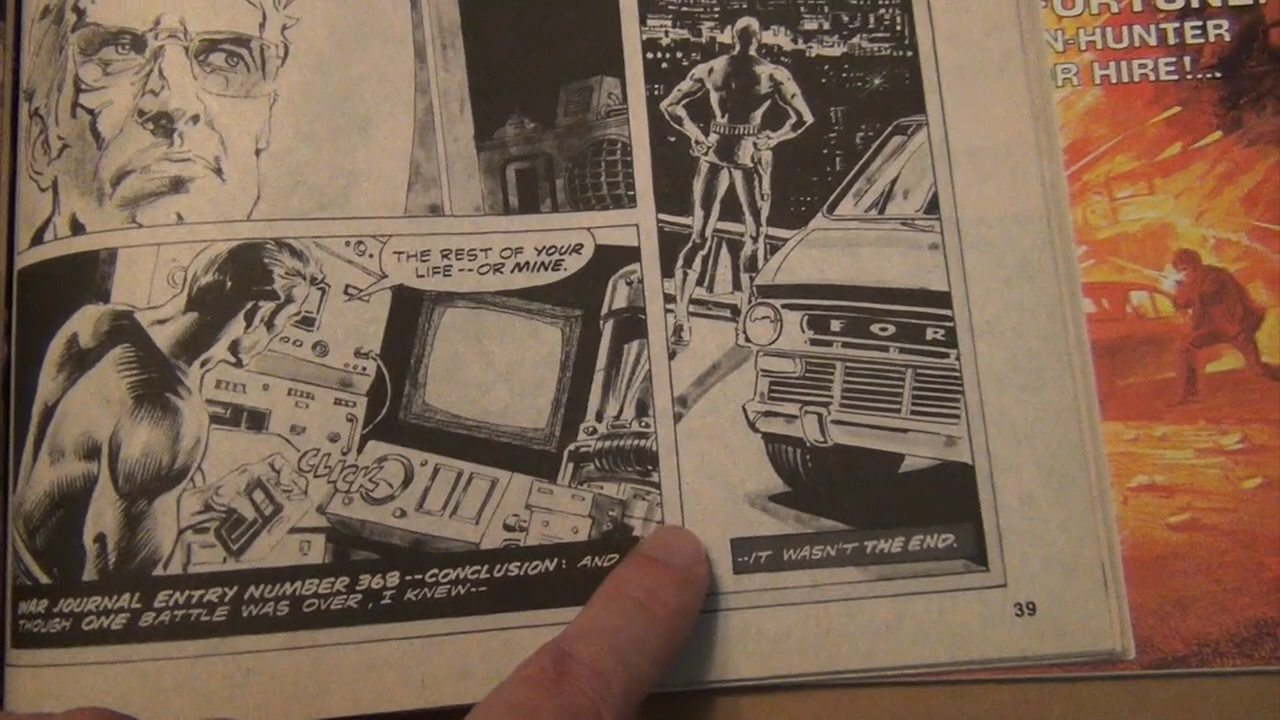 THE REST OF YOUR
LIFE--OR MINE.
CLICK
WAR JOURNAL ENTRY NUMBER 368--CONCLUSION: AND
THOUGH ONE BATTLE WAS OVER, I KNEW--
FOR
--IT WASN'T THE END.
39
FORTUNE!
N-HUNTER
R HIRE!...